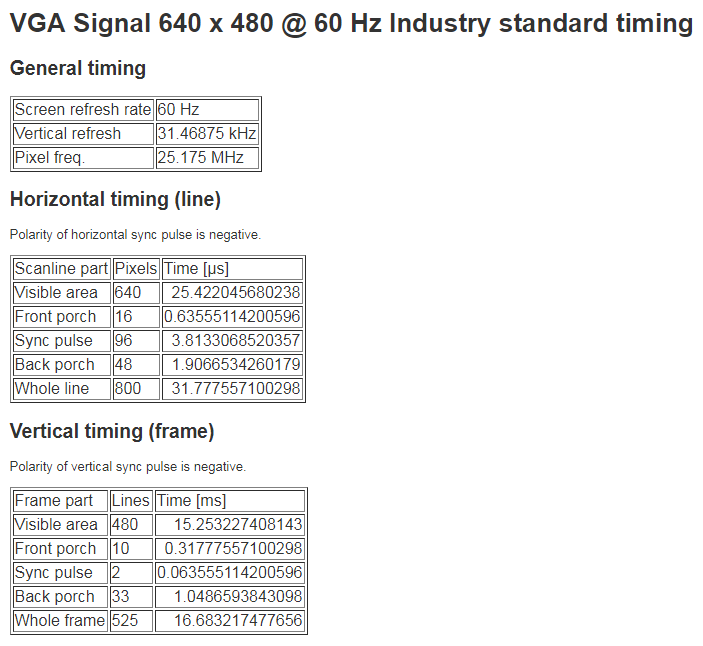 VGA Signal 640 x 480 @ 60 Hz Industry standard timing
General timing
Screen refresh rate 60 Hz
Vertical refresh 31.46875 kHz
Pixel freq. 25.175 MHz
Horizontal timing (line)
Polarity of horizontal sync pulse is negative.
Scanline part Pixels Time [µs]
Visible area 640 25.422045680238
Front porch 16 0.63555114200596
Sync pulse 96 3.8133068520357
Back porch 48 1.9066534260179
Whole line 800 31.777557100298
Vertical timing (frame)
Polarity of vertical sync pulse is negative.
Frame part Lines Time [ms]
Visible area 480 15.253227408143
Front porch 10 0.31777557100298
Sync pulse 2 0.063555114200596
Back porch 33 1.0486593843098
Whole frame 525 16.683217477656